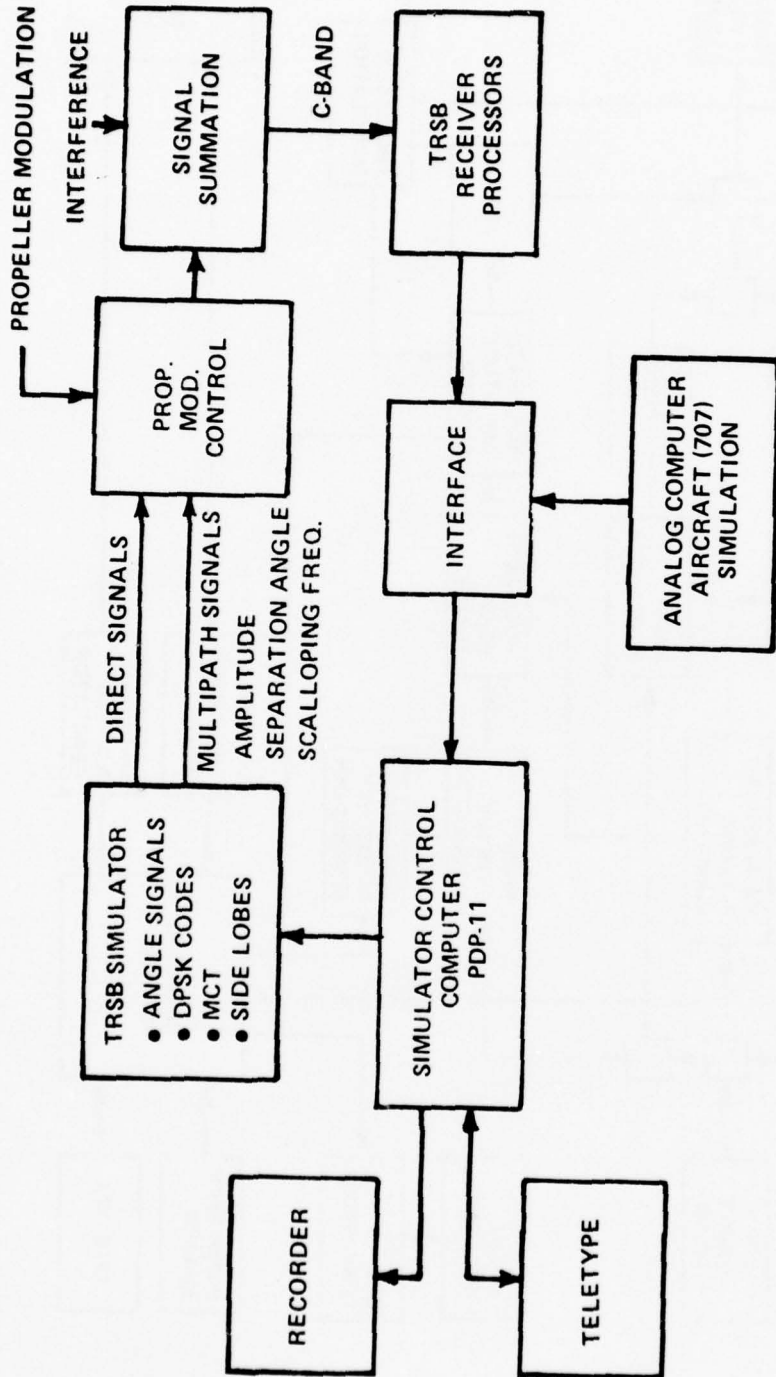 PROPELLER MODULATION
INTERFERENCE
TRSB SIMULATOR
• ANGLE SIGNALS
• DPSK CODES
• MCT
• SIDE LOBES
DIRECT SIGNALS
MULTIPATH SIGNALS
AMPLITUDE
SEPARATION ANGLE
SCALLOPING FREQ.
PROP.
MOD.
CONTROL
SIGNAL
SUMMATION
C-BAND
RECORDER
TELETYPE
SIMULATOR CONTROL
COMPUTER
PDP-11
INTERFACE
TRSB
RECEIVER
PROCESSORS
ANALOG COMPUTER
AIRCRAFT (707)
SIMULATION